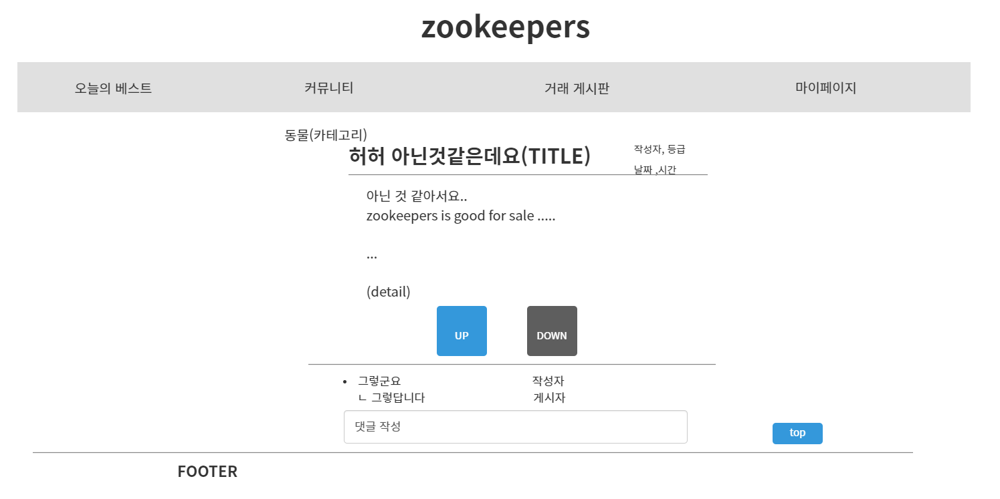 zookeepers
오늘의 베스트 커뮤니티 거래 게시판 마이페이지
동물(카테고리)
허허 아닌것같은데요(TITLE)
작성자, 등급
날짜 ,시간
아닌 것 같아서요..
zookeepers is good for sale .....
...
(detail)
UP DOWN
• 그렇군요 작성자
ㄴ 그렇답니다 게시자
댓글 작성
top
FOOTER